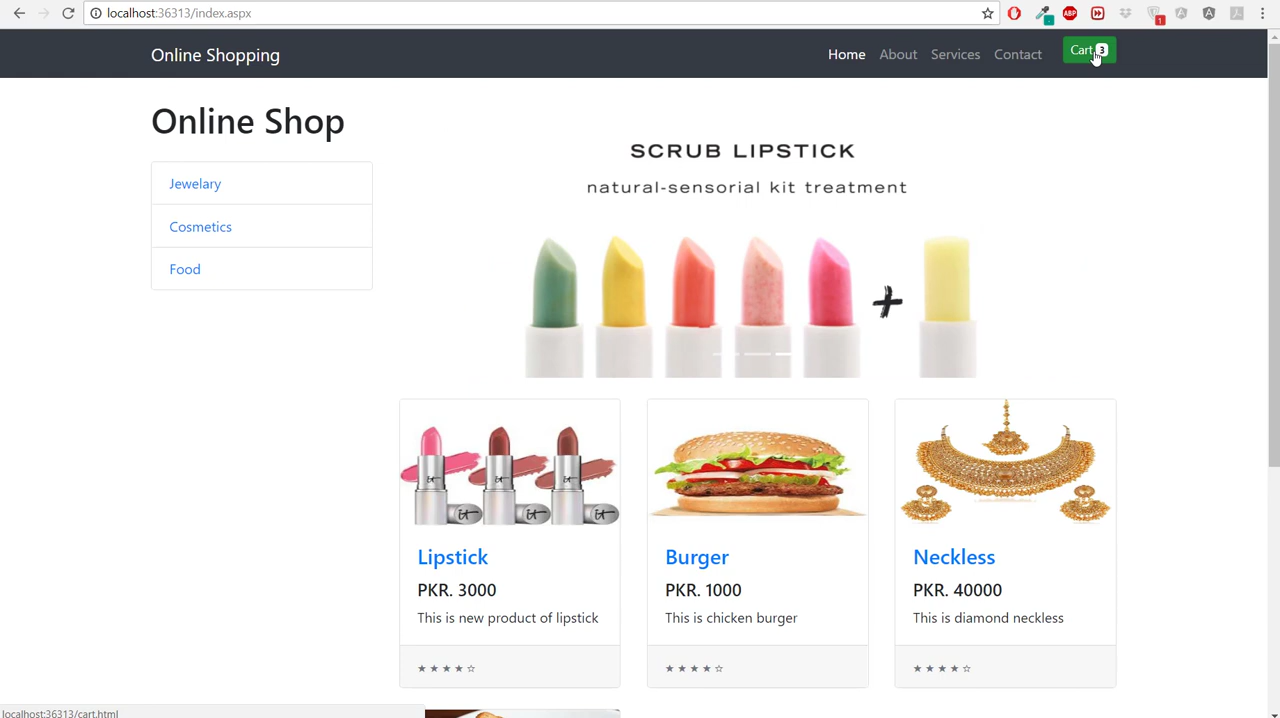 localhost:36313/index.aspx
ABP
1
Online Shopping
Home About Services Contact Cart 3
Online Shop
Jewelary
Cosmetics
Food
SCRUB LIPSTICK
natural-sensorial kit treatment
+
Lipstick
PKR. 3000
This is new product of lipstick
★ ★ ★ ★ ☆
Burger
PKR. 1000
This is chicken burger
★ ★ ★ ★ ☆
Neckless
PKR. 40000
This is diamond neckless
★ ★ ★ ★ ☆
localhost:36313/cart.html